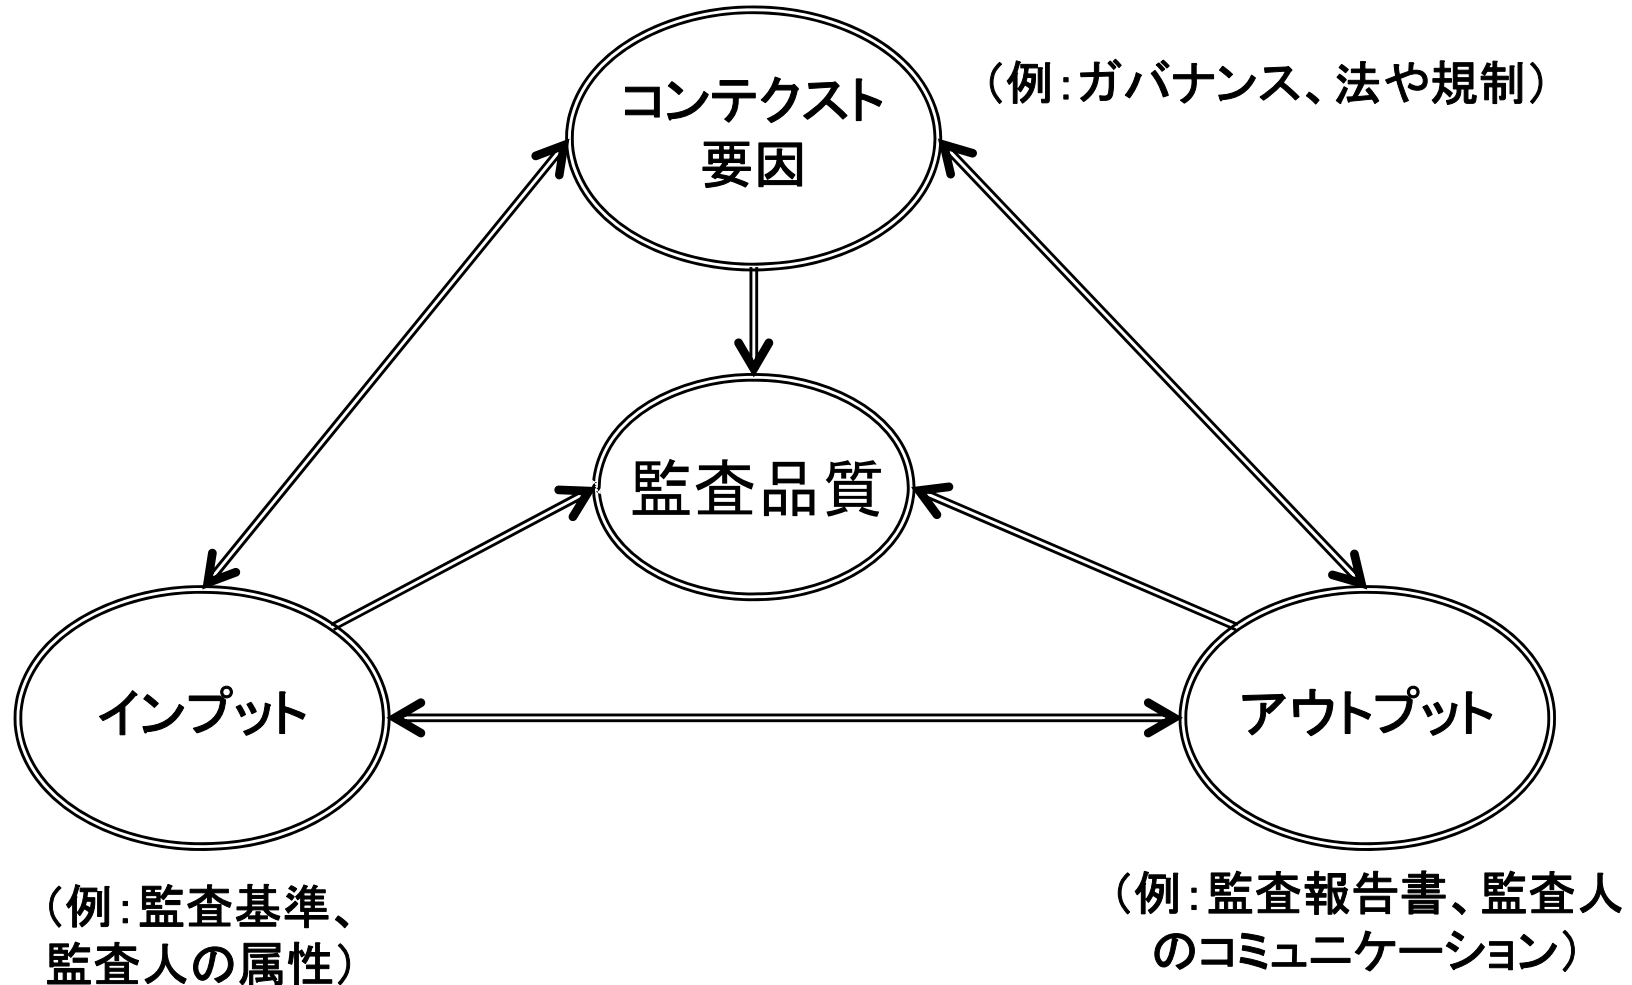 コンテクスト
要因
（例：ガバナンス、法や規制）
監査品質
インプット
アウトプット
（例：監査基準、
監査人の属性）
（例：監査報告書、監査人
のコミュニケーション）